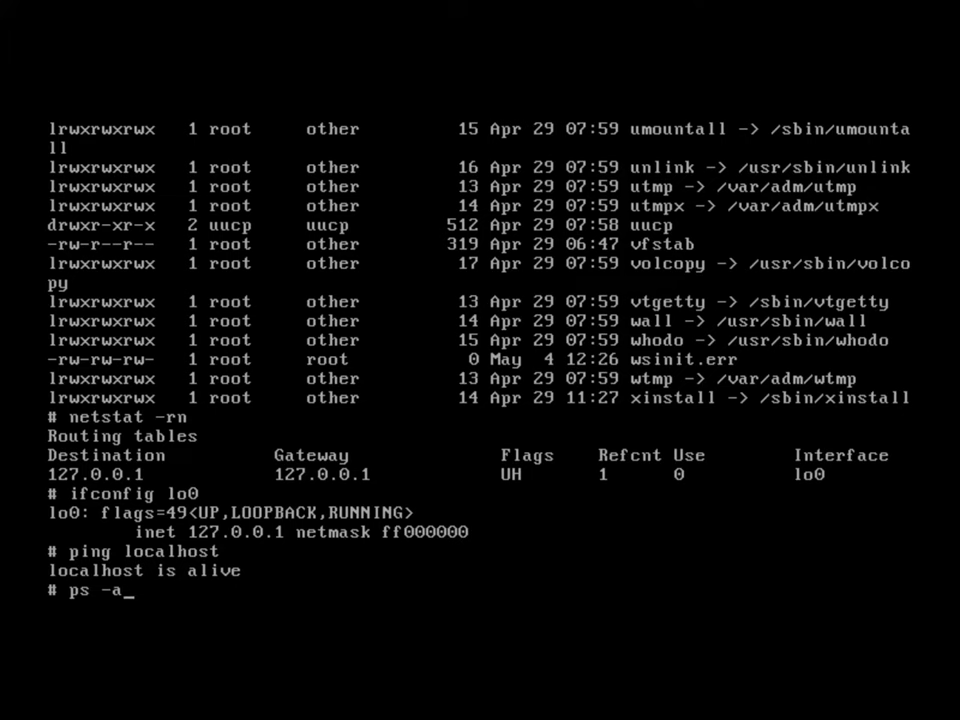 lrwxrwxrwx   1 root     other         15 Apr 29 07:59 umountall -> /sbin/umounta
ll
lrwxrwxrwx   1 root     other         16 Apr 29 07:59 unlink -> /usr/sbin/unlink
lrwxrwxrwx   1 root     other         13 Apr 29 07:59 utmp -> /var/adm/utmp
lrwxrwxrwx   1 root     other         14 Apr 29 07:59 utmpx -> /var/adm/utmpx
drwxr-xr-x   2 uucp     uucp         512 Apr 29 07:58 uucp
-rw-r--r--   1 root     other        319 Apr 29 06:47 vfstab
lrwxrwxrwx   1 root     other         17 Apr 29 07:59 volcopy -> /usr/sbin/volco
py
lrwxrwxrwx   1 root     other         13 Apr 29 07:59 vtgetty -> /sbin/vtgetty
lrwxrwxrwx   1 root     other         14 Apr 29 07:59 wall -> /usr/sbin/wall
lrwxrwxrwx   1 root     other         15 Apr 29 07:59 whodo -> /usr/sbin/whodo
-rw-rw-rw-   1 root     root           0 May  4 12:26 wsinit.err
lrwxrwxrwx   1 root     other         13 Apr 29 07:59 wtmp -> /var/adm/wtmp
lrwxrwxrwx   1 root     other         14 Apr 29 11:27 xinstall -> /sbin/xinstall
# netstat -rn
Routing tables
Destination          Gateway              Flags    Refcnt Use        Interface
127.0.0.1            127.0.0.1            UH       1      0          lo0
# ifconfig lo0
lo0: flags=49<UP,LOOPBACK,RUNNING>
        inet 127.0.0.1 netmask ff000000
# ping localhost
localhost is alive
# ps -a_